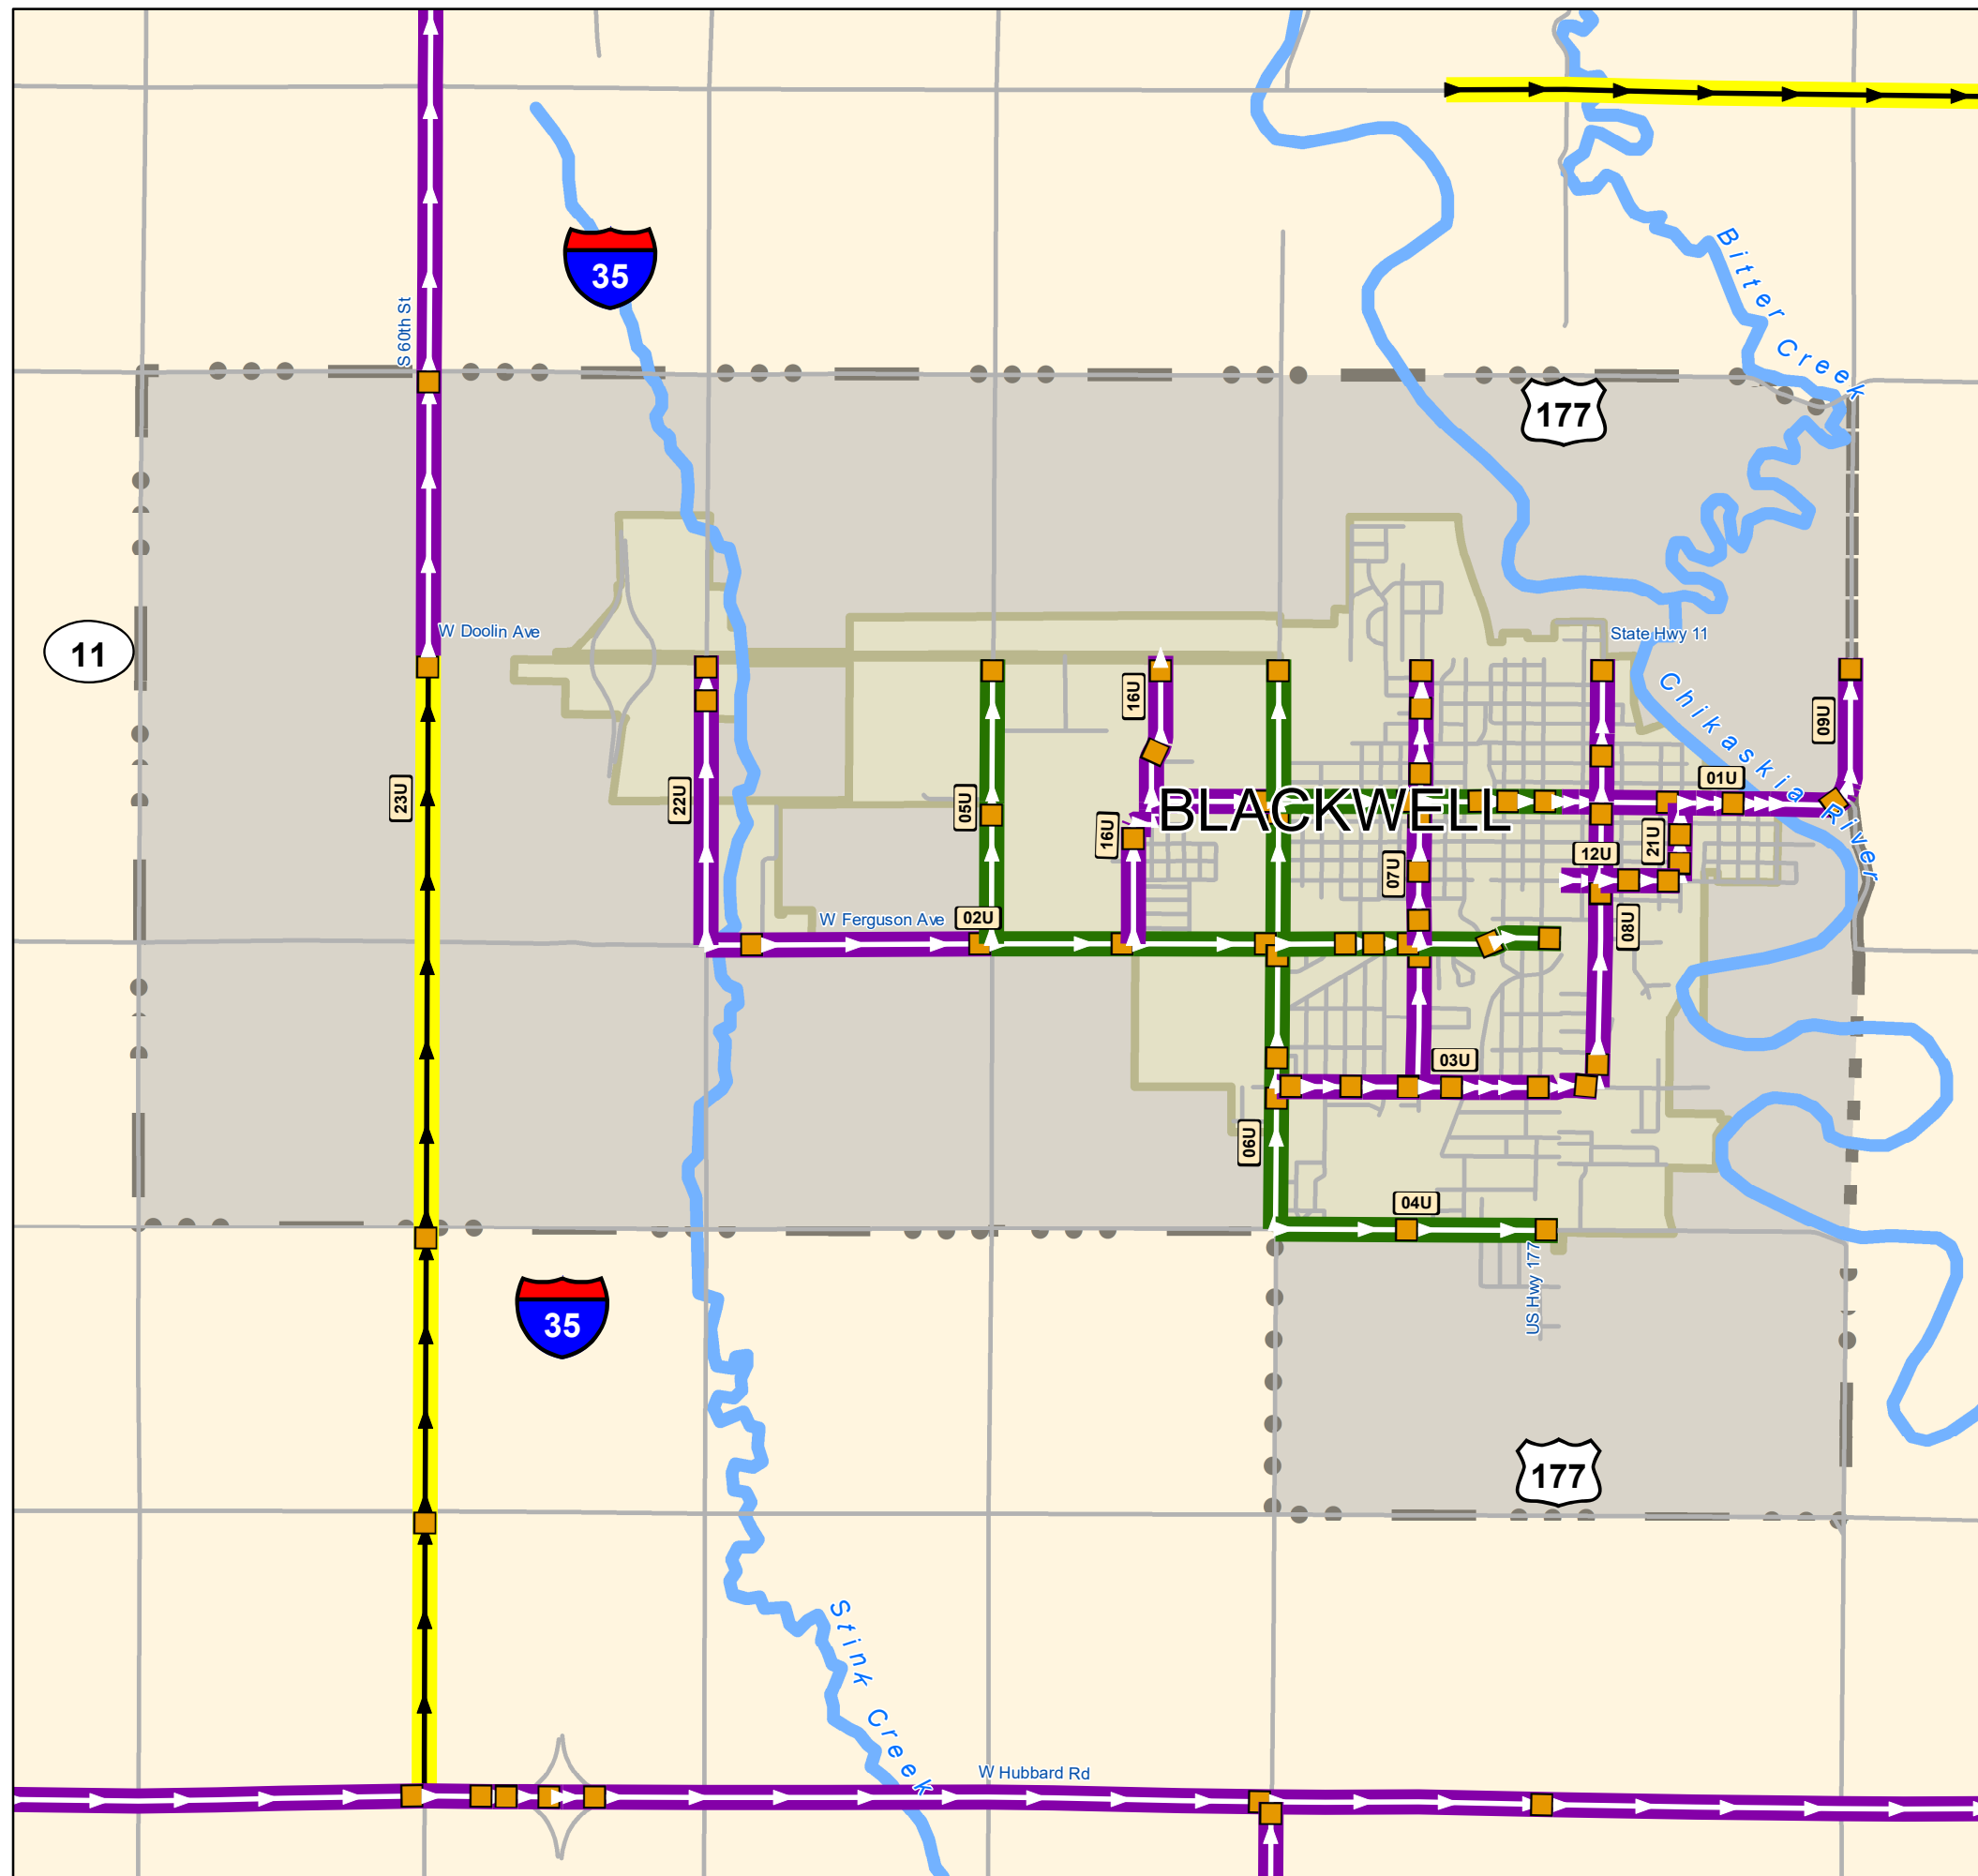 Bitter Creek
35
S 60th St
177
W Doolin Ave
State Hwy 11
11
Chikaskia River
16U
09U
23U
22U
05U
01U
BLACKWELL
16U
21U
12U
07U
W Ferguson Ave
02U
08U
03U
06U
04U
US Hwy 177
35
177
Stink Creek
W Hubbard Rd